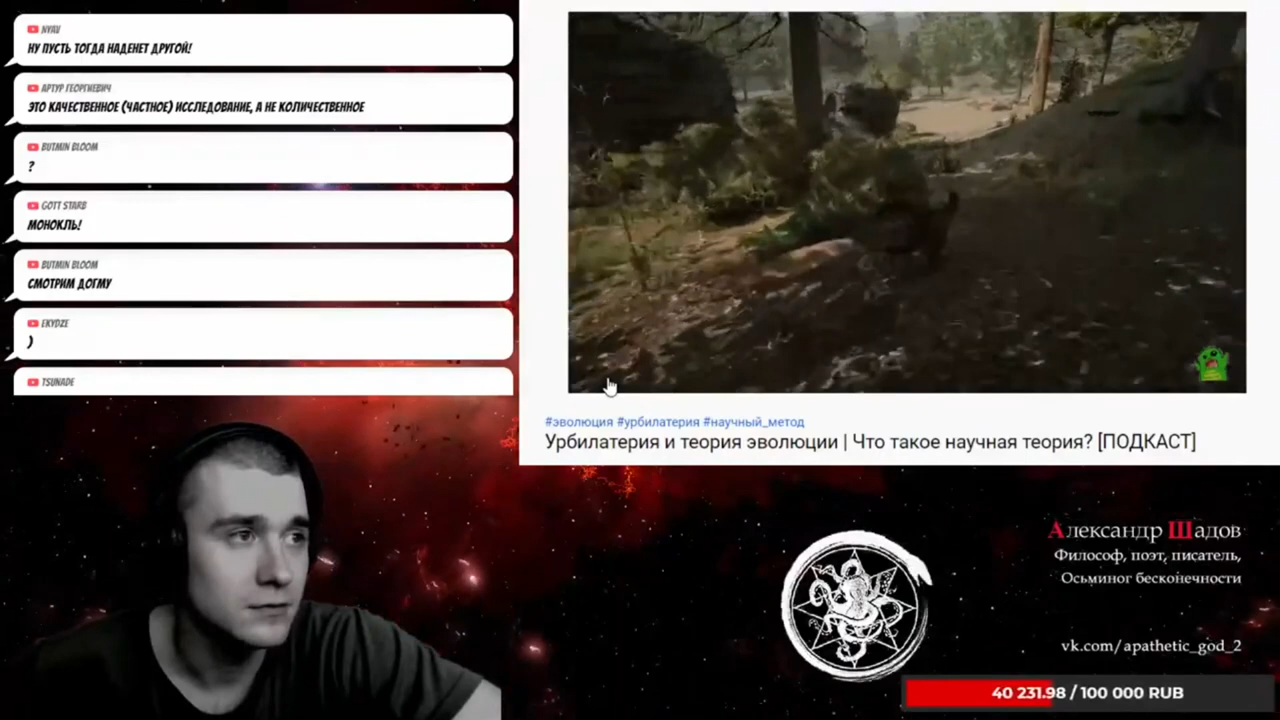 NYAV
НУ ПУСТЬ ТОГДА НАДЕНЕТ ДРУГОЙ!
АРТУР ГЕОРГИЕВИЧ
ЭТО КАЧЕСТВЕННОЕ (ЧАСТНОЕ) ИССЛЕДОВАНИЕ, А НЕ КОЛИЧЕСТВЕННОЕ
BUTMIN BLOOM
?
GOTT STARB
МОНОКЛЬ!
BUTMIN BLOOM
СМОТРИМ ДОГМУ
EKYDZE
)
TSUNADE
#эволюция #урбилатерия #научный_метод
Урбилатерия и теория эволюции | Что такое научная теория? [ПОДКАСТ]
Александр Шадов
Философ, поэт, писатель,
Осьминог бесконечности
vk.com/apathetic_god_2
40 231.98 / 100 000 RUB